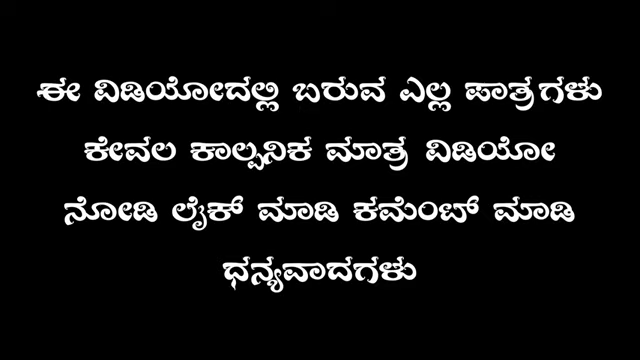 ಈ ವಿಡಿಯೋದಲ್ಲಿ ಬರುವ ಎಲ್ಲ ಪಾತ್ರಗಳು
ಕೇವಲ ಕಾಲ್ಪನಿಕ ಮಾತ್ರ ವಿಡಿಯೋ
ನೋಡಿ ಲೈಕ್ ಮಾಡಿ ಕಮೆಂಟ್ ಮಾಡಿ
ಧನ್ಯವಾದಗಳು